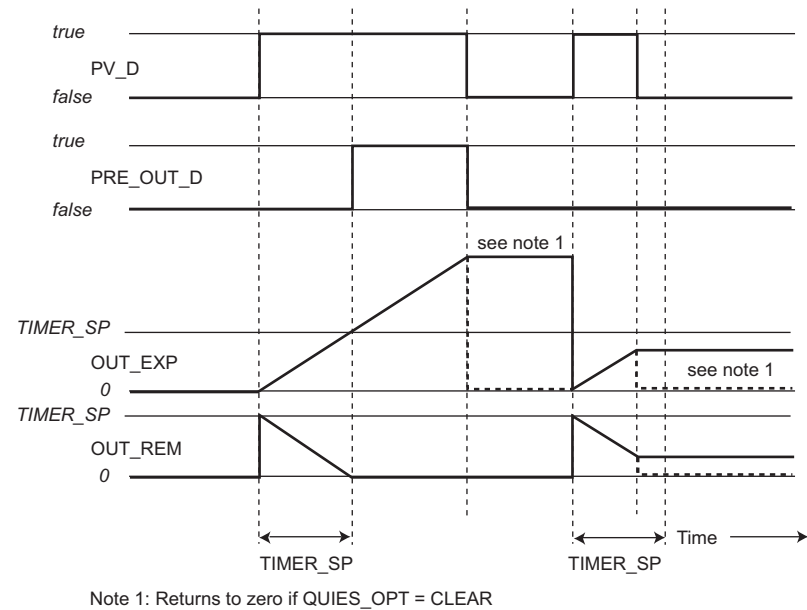 true
PV_D
false
true
PRE_OUT_D
false
see note 1
TIMER_SP
OUT_EXP
see note 1
0
TIMER_SP
OUT_REM
0
Time
TIMER_SP
TIMER_SP
Note 1: Returns to zero if QUIES_OPT = CLEAR